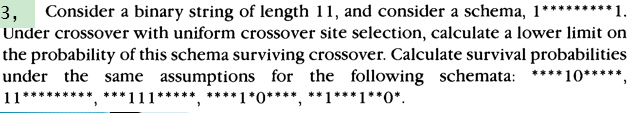 3, Consider a binary string of length 11, and consider a schema, 1*********1.
Under crossover with uniform crossover site selection, calculate a lower limit on
the probability of this schema surviving crossover. Calculate survival probabilities
under the same assumptions for the following schemata: ****10*****,
11*********, ***111*****, ****1*0****, **1***1**0*.